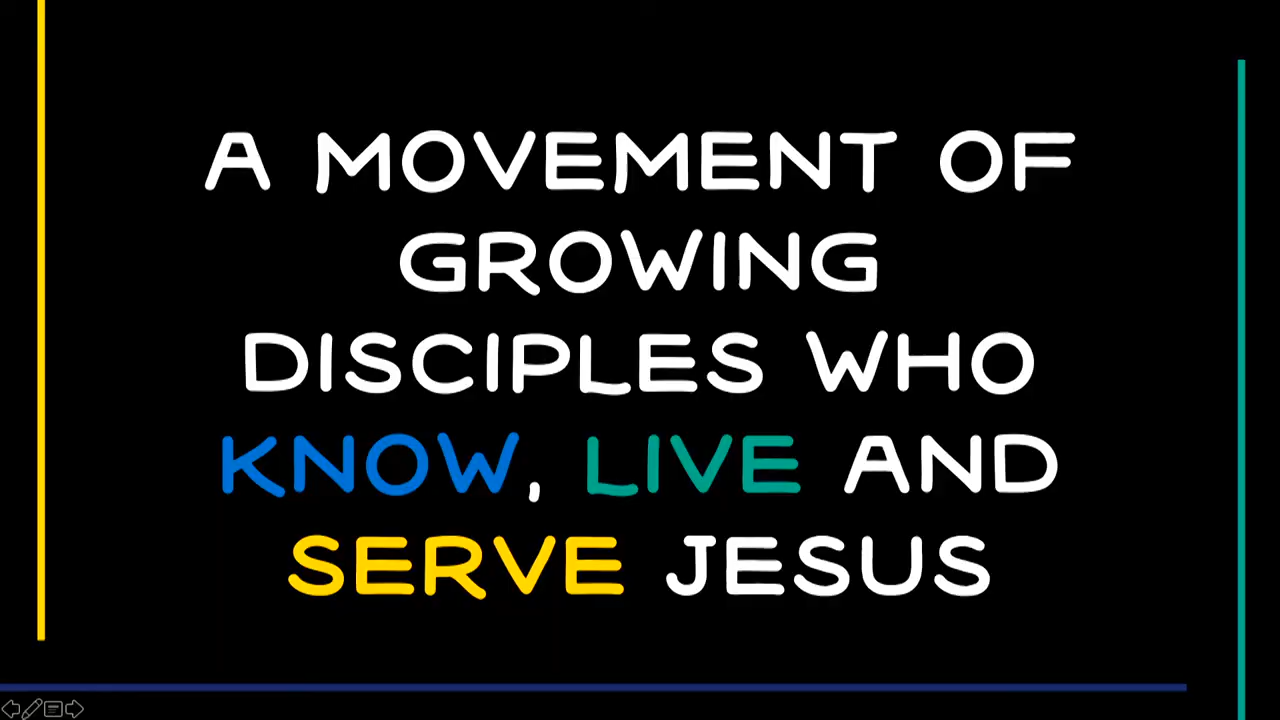 A MOVEMENT OF
GROWING
DISCIPLES WHO
KNOW, LIVE AND
SERVE JESUS